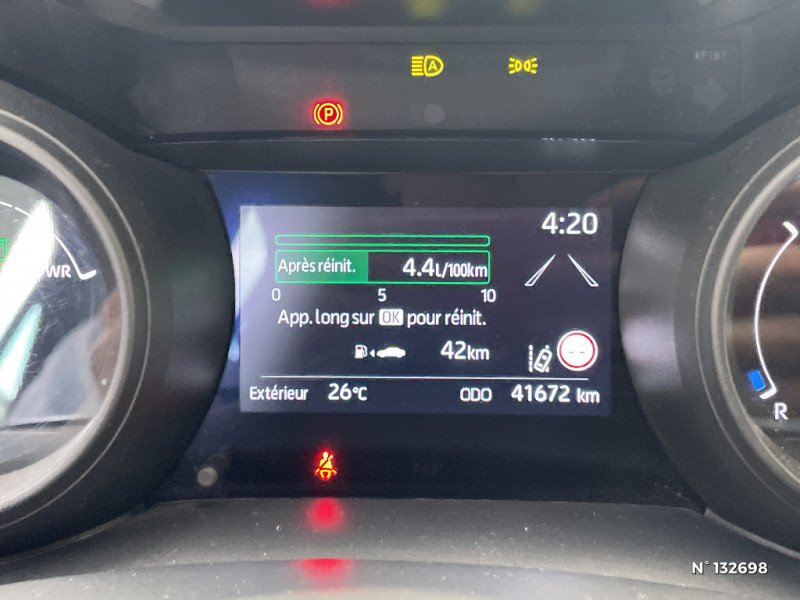 A
P
4:20
WR
Après réinit. 4.4L/100km
0 5 10
App. long sur OK pour réinit.
42km
--
Extérieur 26°C ODO 41672 km
R
N° 132698